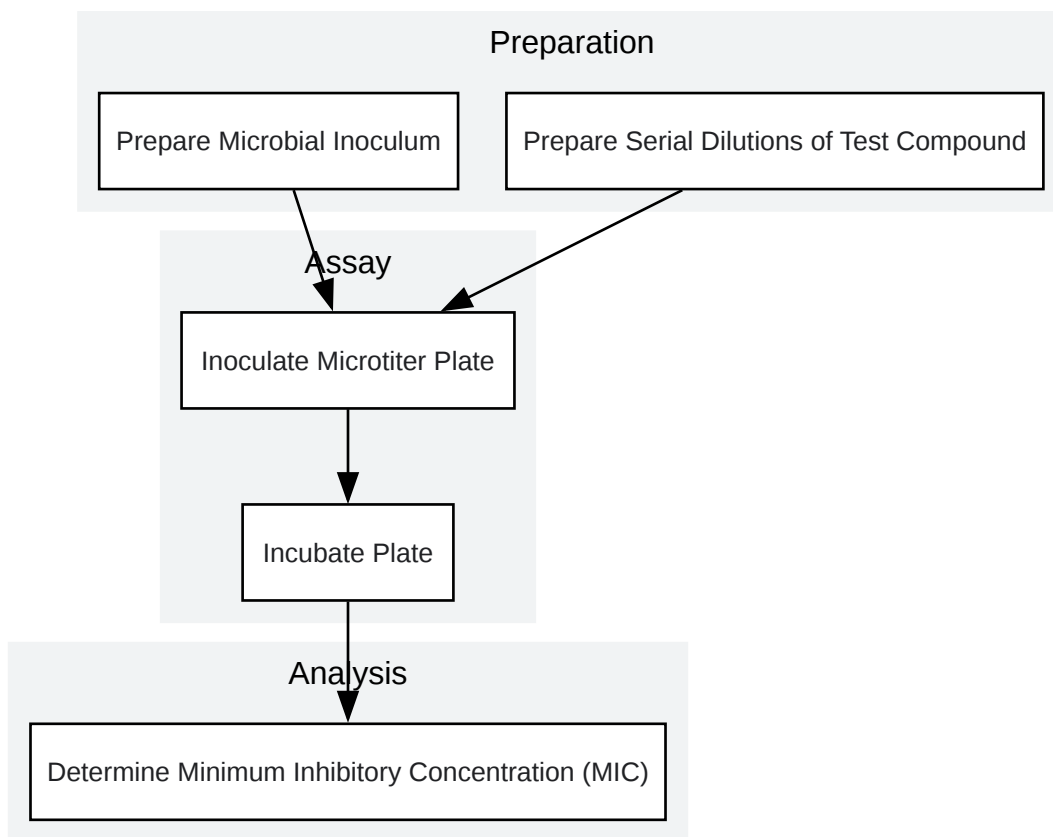 Preparation
Prepare Microbial Inoculum
Prepare Serial Dilutions of Test Compound
Assay
Inoculate Microtiter Plate
Incubate Plate
Analysis
Determine Minimum Inhibitory Concentration (MIC)